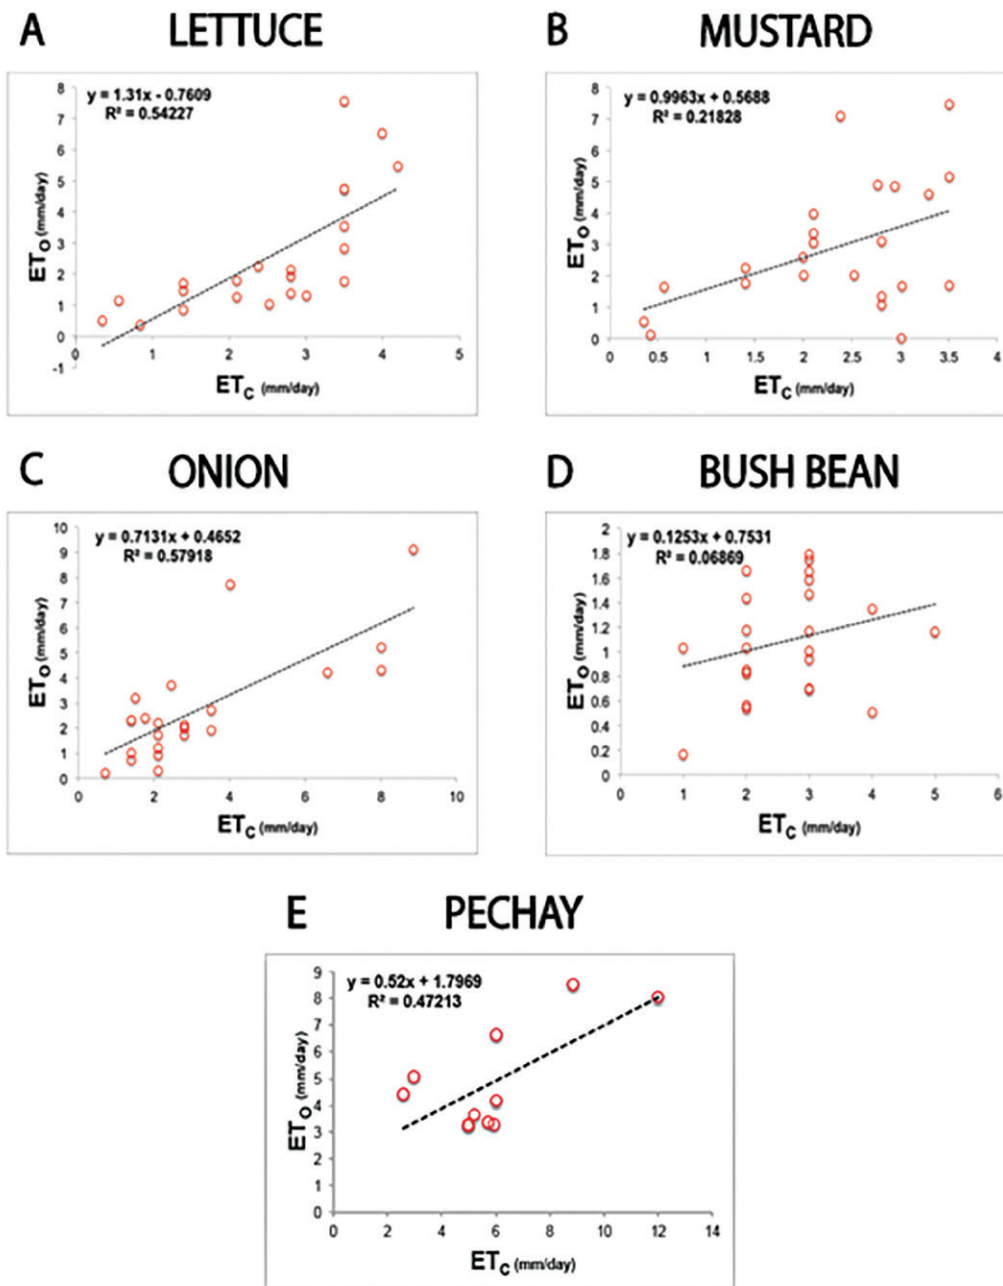 A LETTUCE
y = 1.31x - 0.7609
R² = 0.54227
8
7
6
5
4
3
2
1
0
-1
ETO (mm/day)
0 1 2 3 4 5
ETC (mm/day)
B MUSTARD
y = 0.9963x + 0.5688
R² = 0.21828
8
7
6
5
4
3
2
1
0
ETO (mm/day)
0 0.5 1 1.5 2 2.5 3 3.5 4
ETC (mm/day)
C ONION
y = 0.7131x + 0.4652
R² = 0.57918
10
9
8
7
6
5
4
3
2
1
0
ETO (mm/day)
0 2 4 6 8 10
ETC (mm/day)
D BUSH BEAN
y = 0.1253x + 0.7531
R² = 0.06869
2
1.8
1.6
1.4
1.2
1
0.8
0.6
0.4
0.2
0
ETO (mm/day)
0 1 2 3 4 5 6
ETC (mm/day)
E PECHAY
y = 0.52x + 1.7969
R² = 0.47213
9
8
7
6
5
4
3
2
1
0
ETO (mm/day)
0 2 4 6 8 10 12 14
ETC (mm/day)